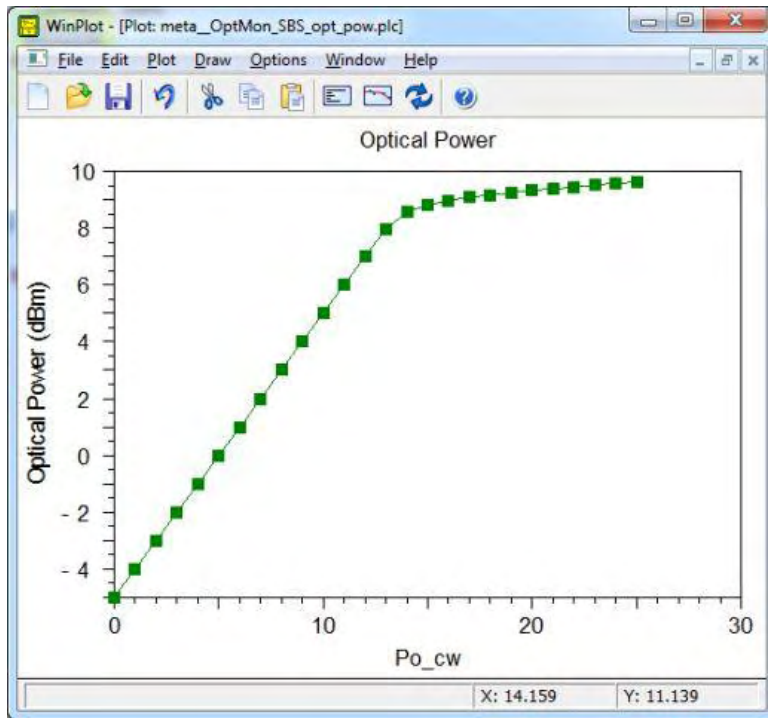 WinPlot - [Plot: meta__OptMon_SBS_opt_pow.plc]
File Edit Plot Draw Options Window Help
Optical Power
10
8
6
4
2
0
- 2
- 4
Optical Power (dBm)
0 10 20 30
Po_cw
X: 14.159 Y: 11.139